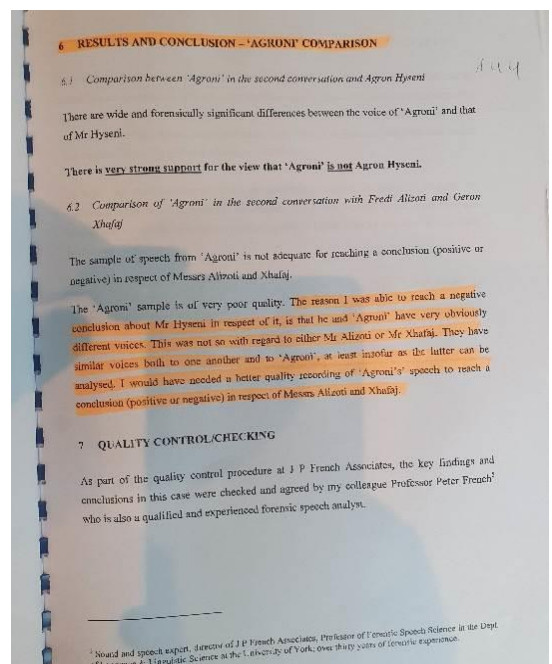 6 RESULTS AND CONCLUSION – 'AGRONI' COMPARISON
6.1 Comparison between 'Agroni' in the second conversation and Agron Hyseni
There are wide and forensically significant differences between the voice of 'Agroni' and that
of Mr Hyseni.
There is very strong support for the view that 'Agroni' is not Agron Hyseni.
6.2 Comparison of 'Agroni' in the second conversation with Fredi Alizoti and Geron
Xhafaj
The sample of speech from 'Agroni' is not adequate for reaching a conclusion (positive or
negative) in respect of Messrs Alizoti and Xhafaj.
The 'Agroni' sample is of very poor quality. The reason I was able to reach a negative
conclusion about Mr Hyseni in respect of it, is that he and 'Agroni' have very obviously
different voices. This was not so with regard to either Mr Alizoti or Mr Xhafaj. They have
similar voices both to one another and to 'Agroni', at least insofar as the latter can be
analysed. I would have needed a better quality recording of 'Agroni's' speech to reach a
conclusion (positive or negative) in respect of Messrs Alizoti and Xhafaj.
7 QUALITY CONTROL/CHECKING
As part of the quality control procedure at J P French Associates, the key findings and
conclusions in this case were checked and agreed by my colleague Professor Peter French¹
who is also a qualified and experienced forensic speech analyst.
¹ Sound and speech expert, director of J P French Associates, Professor of Forensic Speech Science in the Dept
Linguistic Science at the University of York; over thirty years of forensic experience.